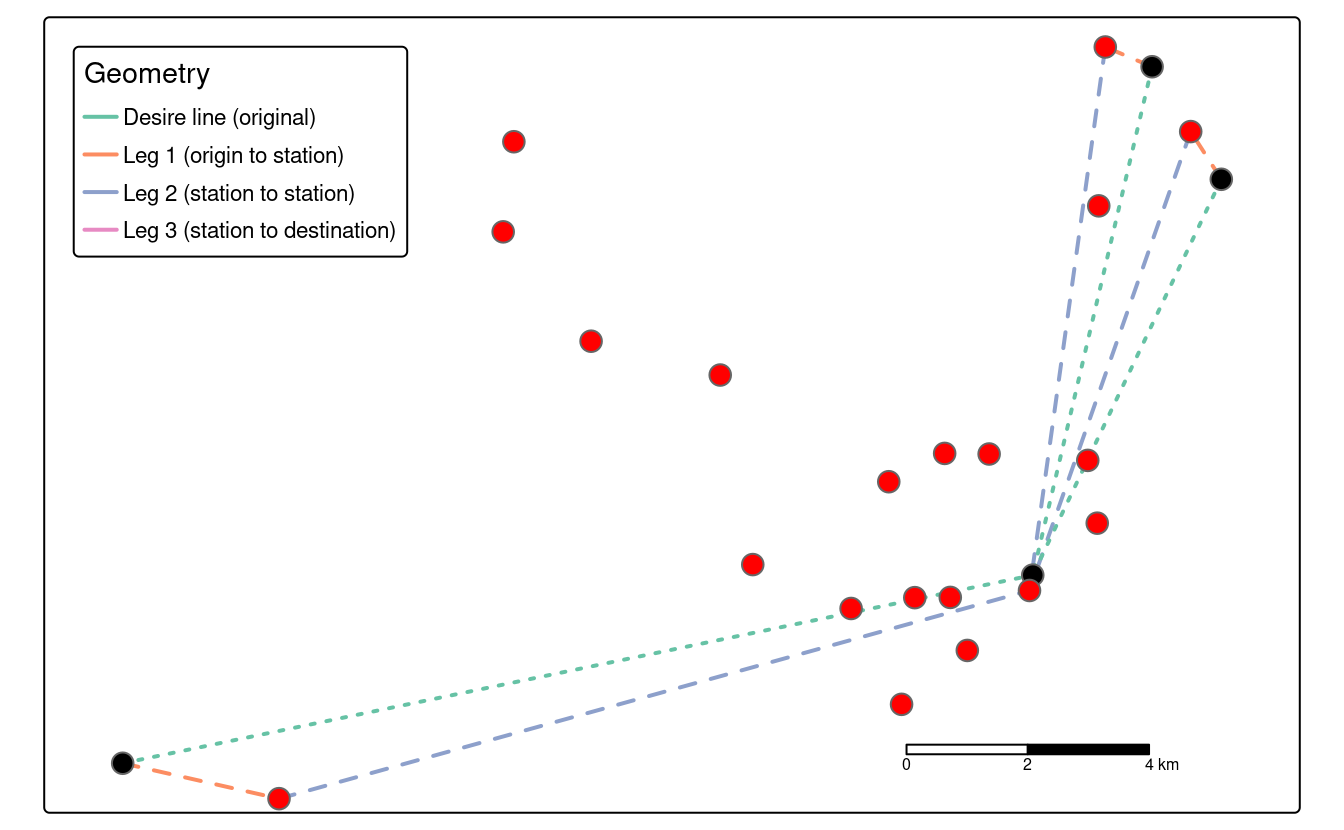 Geometry
Desire line (original)
Leg 1 (origin to station)
Leg 2 (station to station)
Leg 3 (station to destination)
0 2 4 km